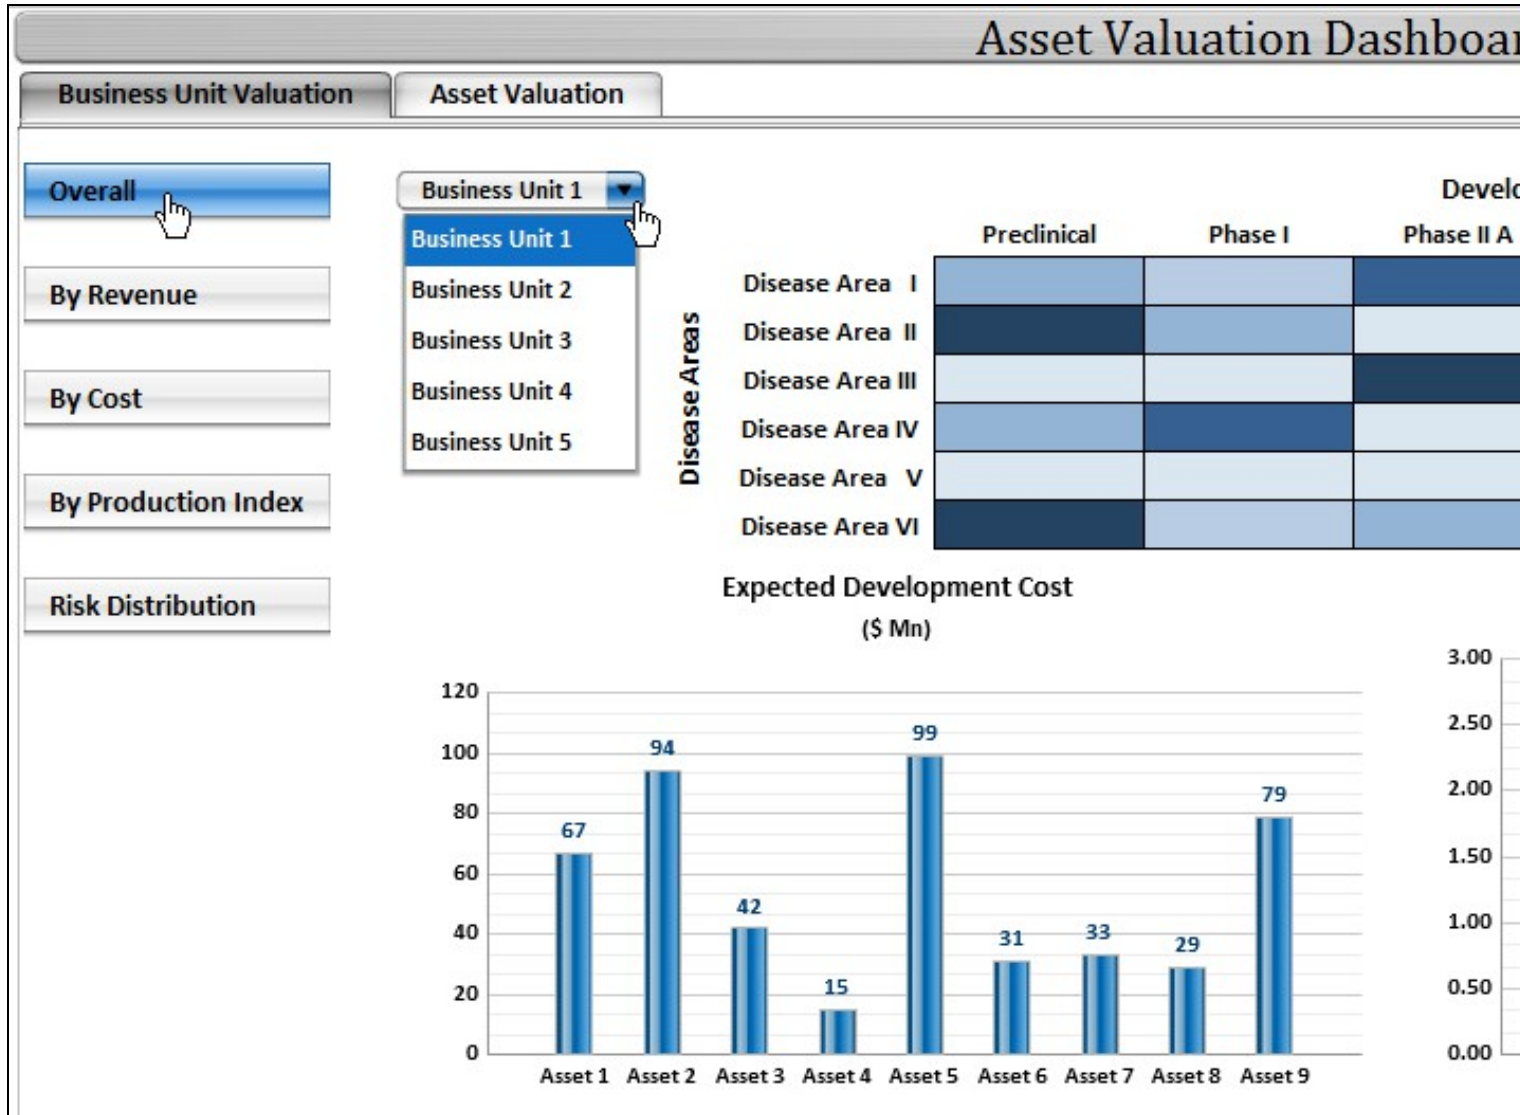 Asset Valuation Dashboar
Business Unit Valuation
Asset Valuation
Overall
By Revenue
By Cost
By Production Index
Risk Distribution
Business Unit 1
Business Unit 1
Business Unit 2
Business Unit 3
Business Unit 4
Business Unit 5
Develo
Preclinical Phase I Phase II A
Disease Areas
Disease Area I
Disease Area II
Disease Area III
Disease Area IV
Disease Area V
Disease Area VI
Expected Development Cost
($ Mn)
120
100
80
60
40
20
0
67
94
42
15
99
31
33
29
79
Asset 1 Asset 2 Asset 3 Asset 4 Asset 5 Asset 6 Asset 7 Asset 8 Asset 9
3.00
2.50
2.00
1.50
1.00
0.50
0.00